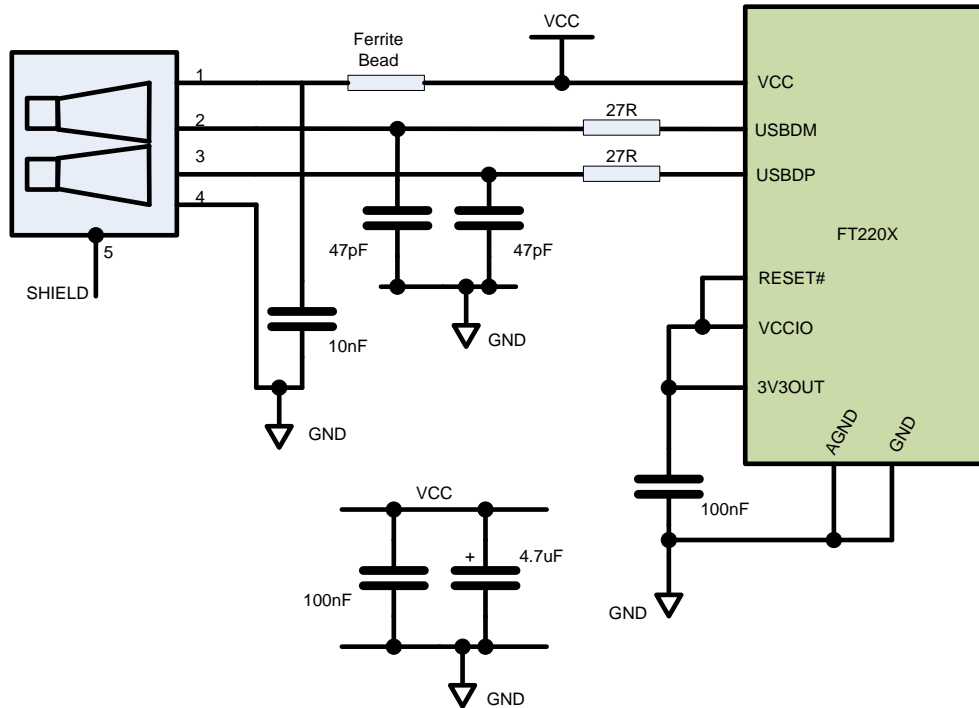 VCC
Ferrite
Bead
1
VCC
27R
2
USBDM
27R
3
USBDP
4
47pF
47pF
FT220X
5
SHIELD
RESET#
GND
VCCIO
10nF
3V3OUT
GND
AGND
GND
VCC
100nF
+
4.7uF
100nF
GND
GND